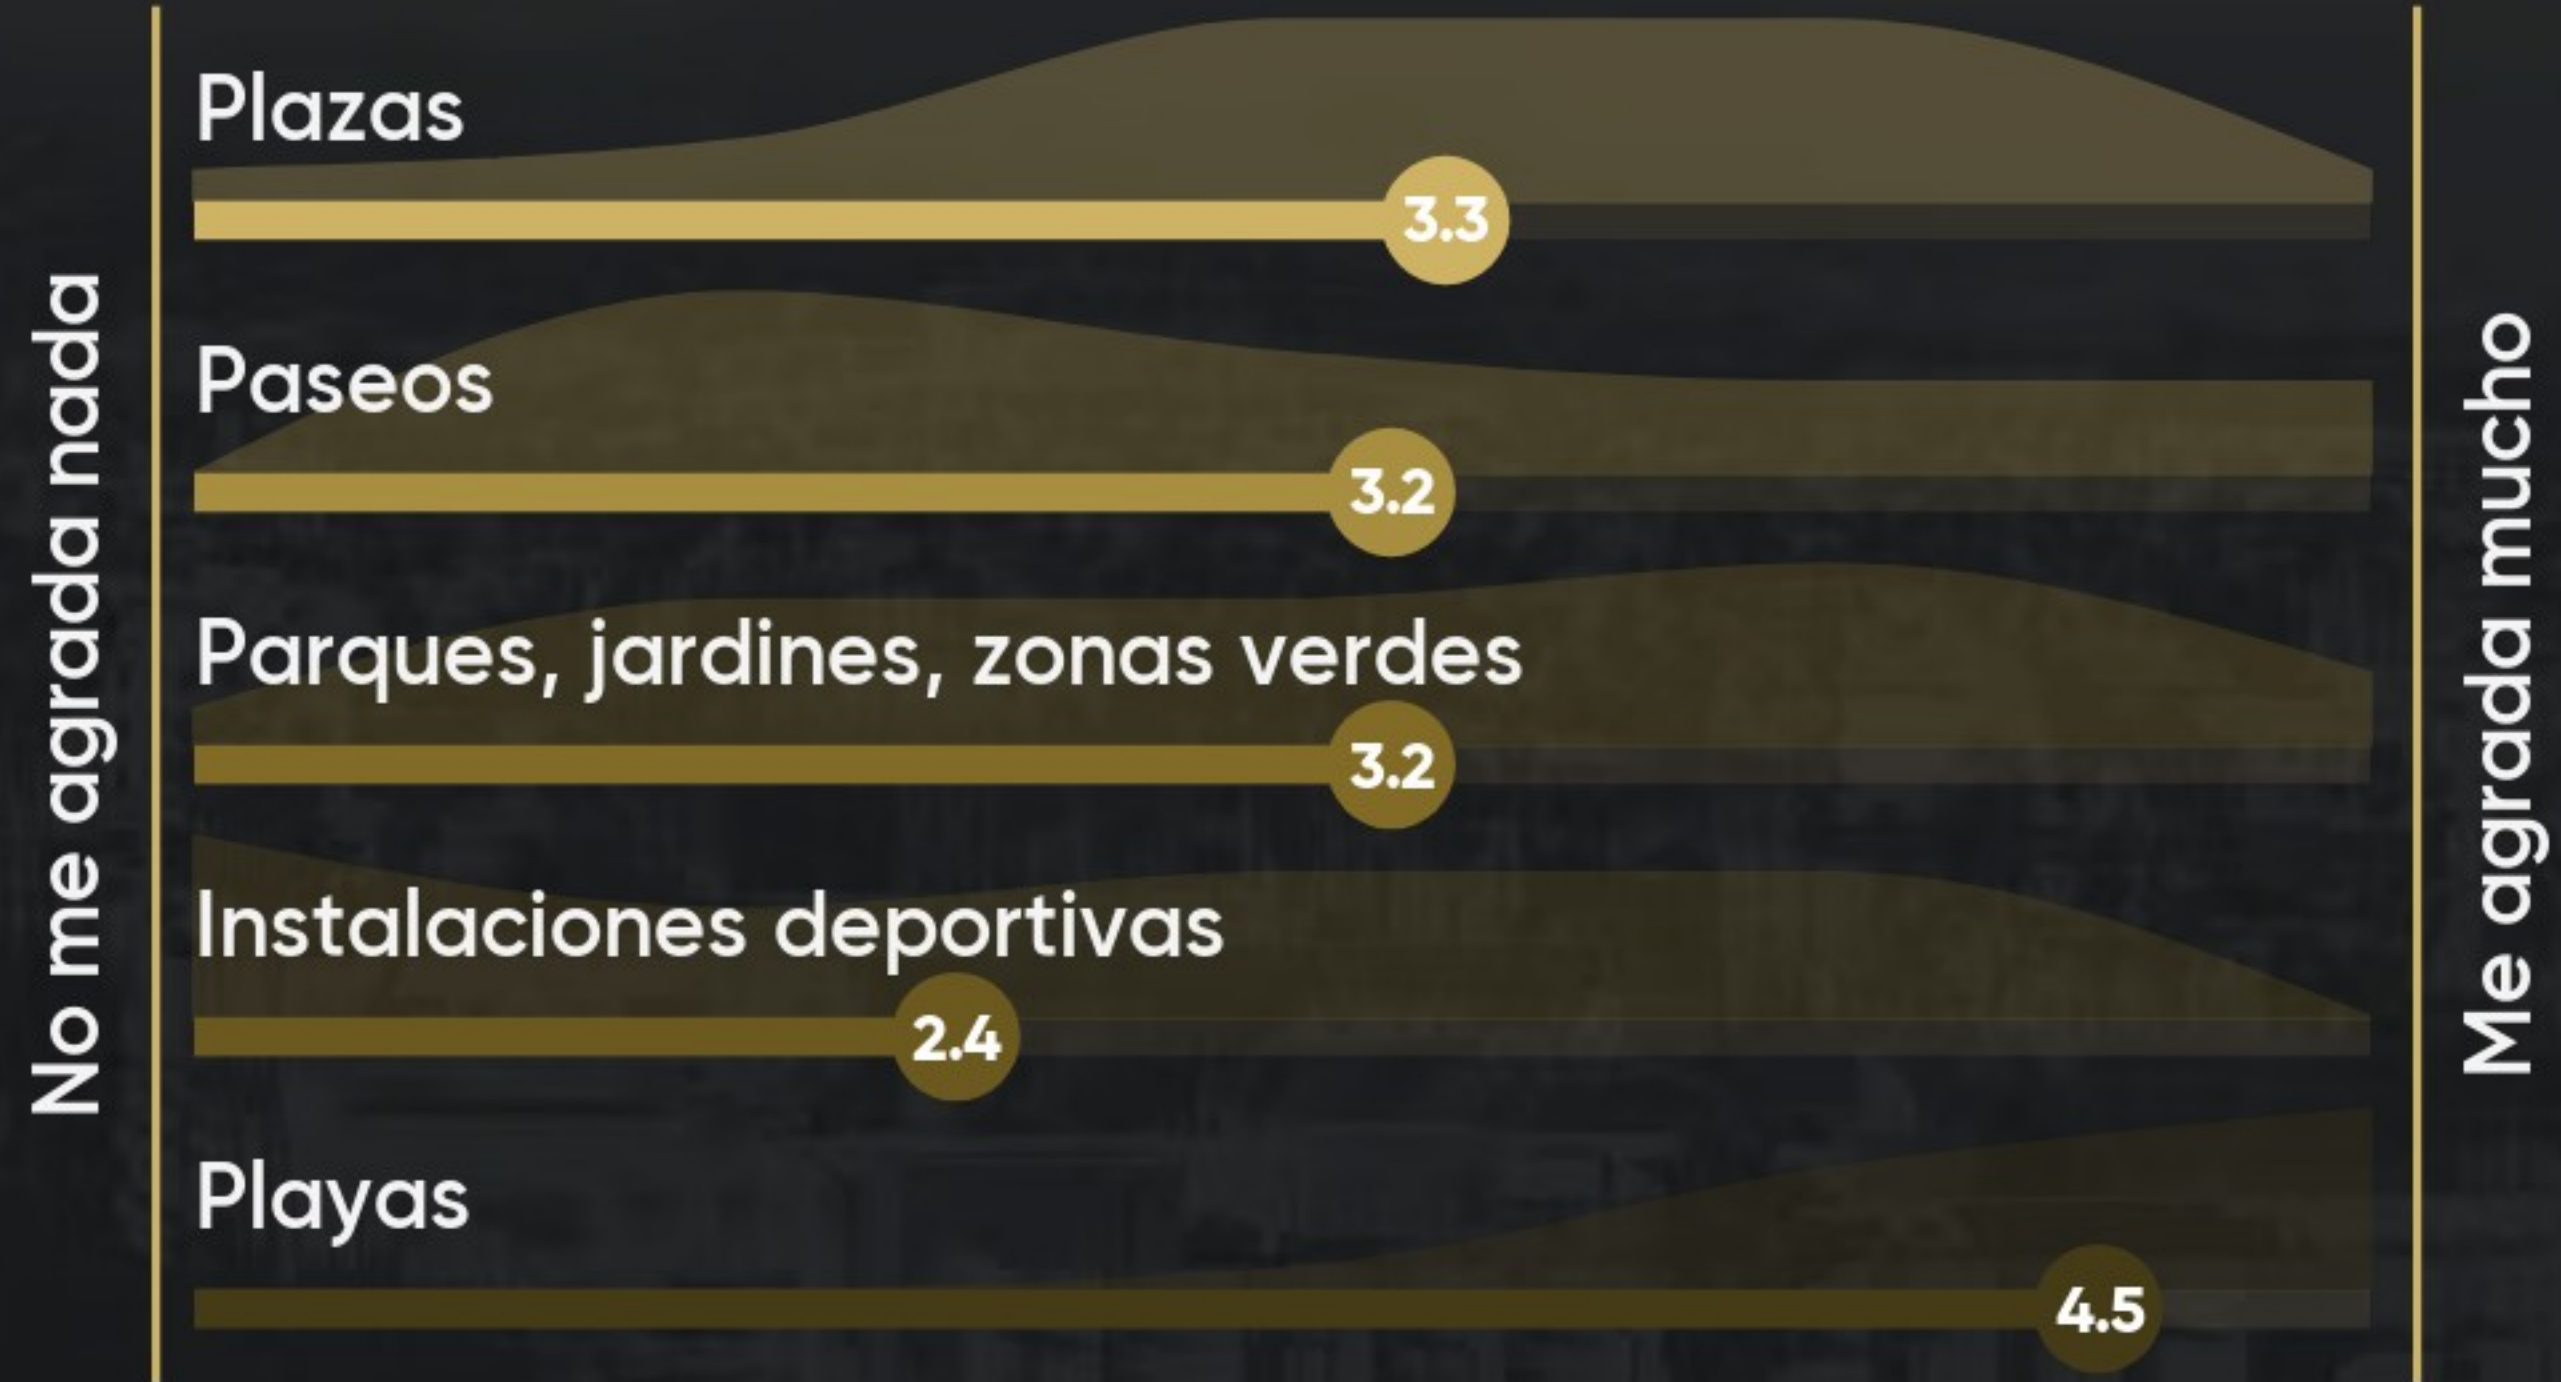 No me agrada nada
Plazas
3.3
Paseos
3.2
Parques, jardines, zonas verdes
3.2
Instalaciones deportivas
2.4
Playas
4.5
Me agrada mucho